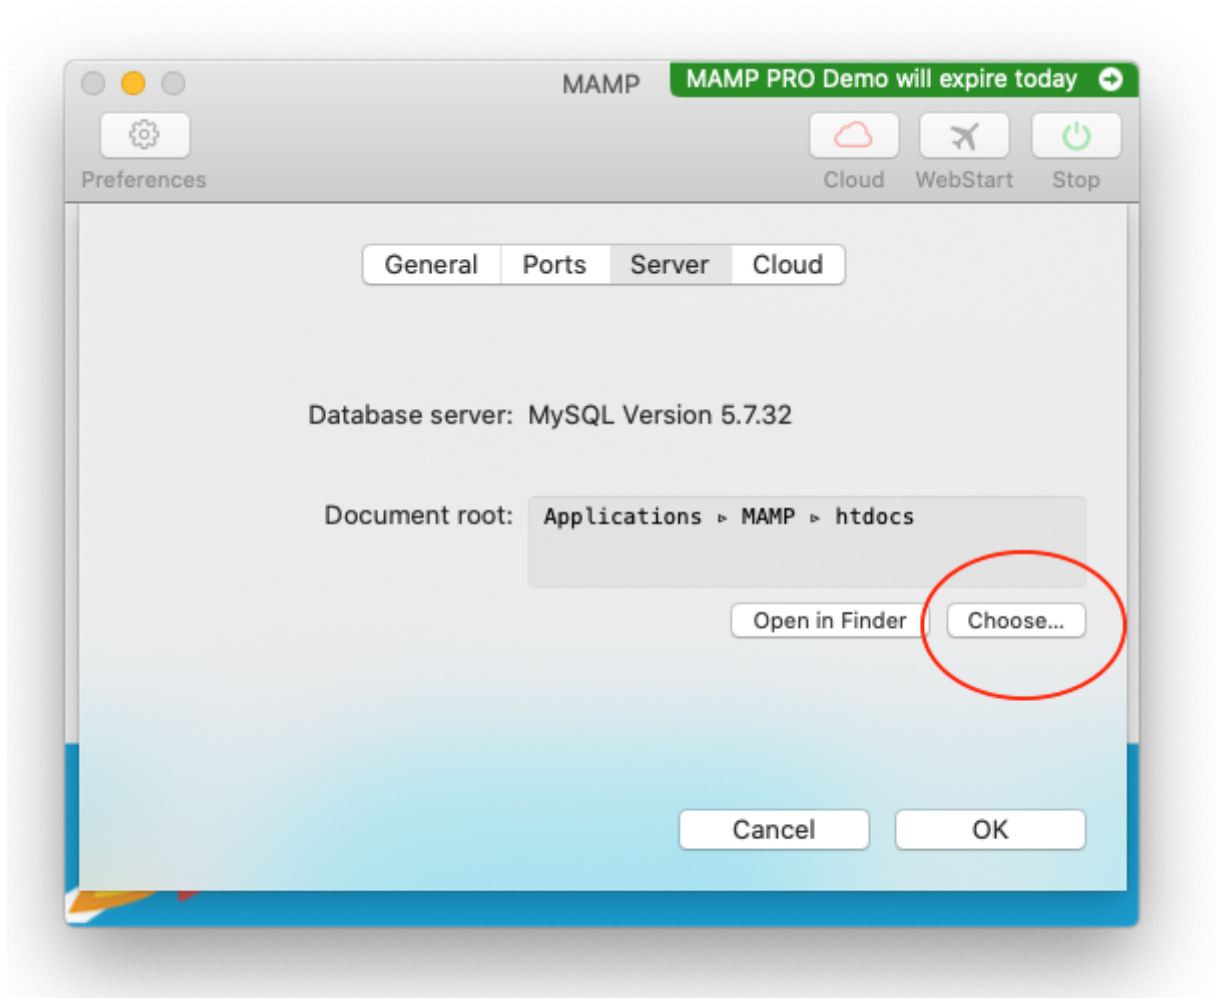 MAMP
MAMP PRO Demo will expire today
Preferences
Cloud
WebStart
Stop
General
Ports
Server
Cloud
Database server: MySQL Version 5.7.32
Document root: Applications ▹ MAMP ▹ htdocs
Open in Finder
Choose...
Cancel
OK